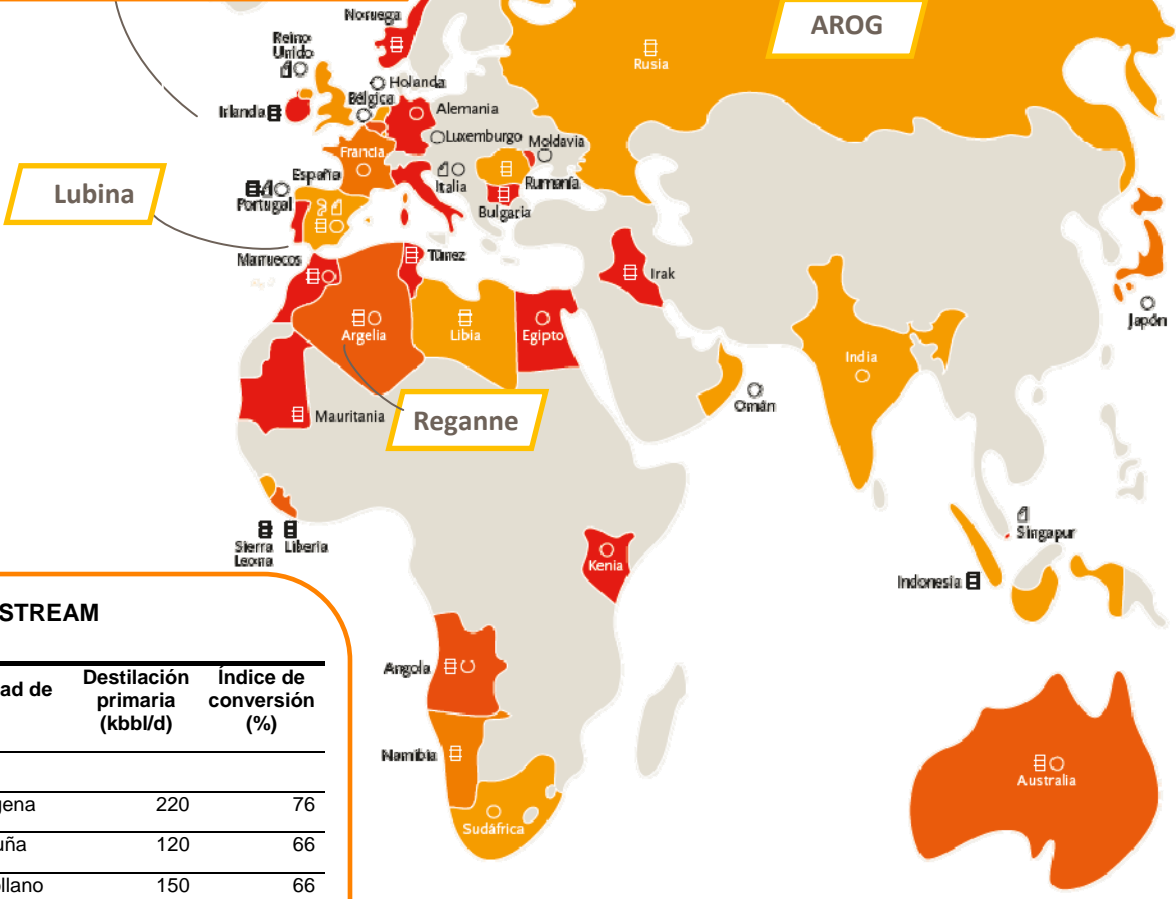 Noruega
AROG
Reino
Unido
Rusia
Holanda
Bélgica
Irlanda
Alemania
Luxemburgo
Moldavia
Francia
España
Italia
Rumanía
Lubina
Portugal
Bulgaria
Marruecos
Túnez
Irak
Argelia
Libia
Egipto
Japón
India
Omán
Mauritania
Reganne
Sierra
Leona
Liberia
Singapur
Kenia
Indonesia
STREAM
ad de
Destilación
primaria
(kbbl/d)
Índice de
conversión
(%)
Angola
Namibia
Australia
gena 220 76
Sudáfrica
uña 120 66
ollano 150 66